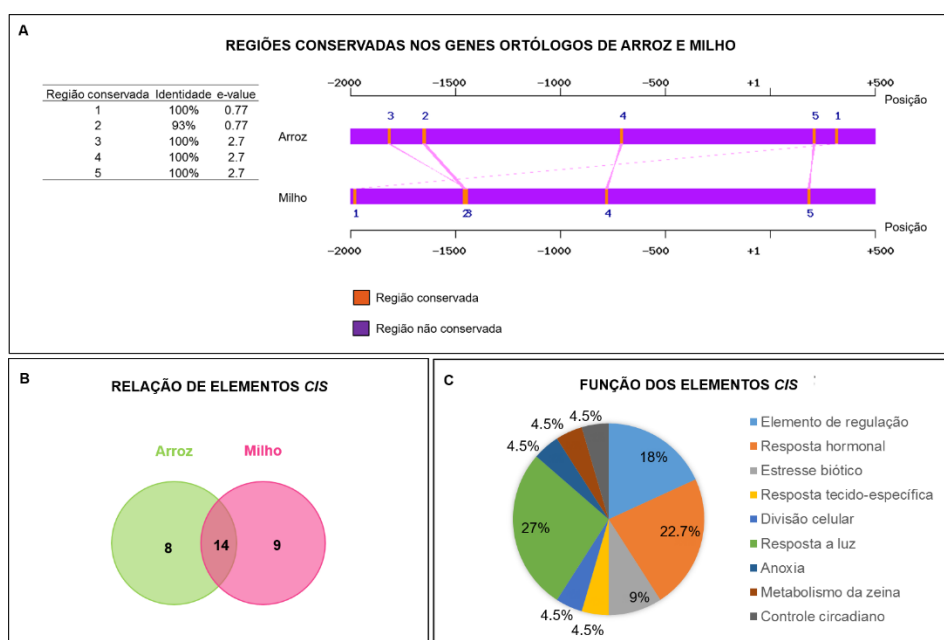 A
REGIÕES CONSERVADAS NOS GENES ORTÓLOGOS DE ARROZ E MILHO
Região conservada Identidade e-value
1 100% 0.77
2 93% 0.77
3 100% 2.7
4 100% 2.7
5 100% 2.7
−2000 −1500 −1000 −500 +1 +500
Posição
3 2 4 5 1
Arroz
Milho
1 23 4 5
Posição
−2000 −1500 −1000 −500 +1 +500
Região conservada
Região não conservada
B
RELAÇÃO DE ELEMENTOS CIS
Arroz Milho
8 14 9
C
FUNÇÃO DOS ELEMENTOS CIS
4.5%
4.5%
4.5%
18%
27%
22.7%
9%
4.5%
4.5%
Elemento de regulação
Resposta hormonal
Estresse biótico
Resposta tecido-específica
Divisão celular
Resposta a luz
Anoxia
Metabolismo da zeina
Controle circadiano